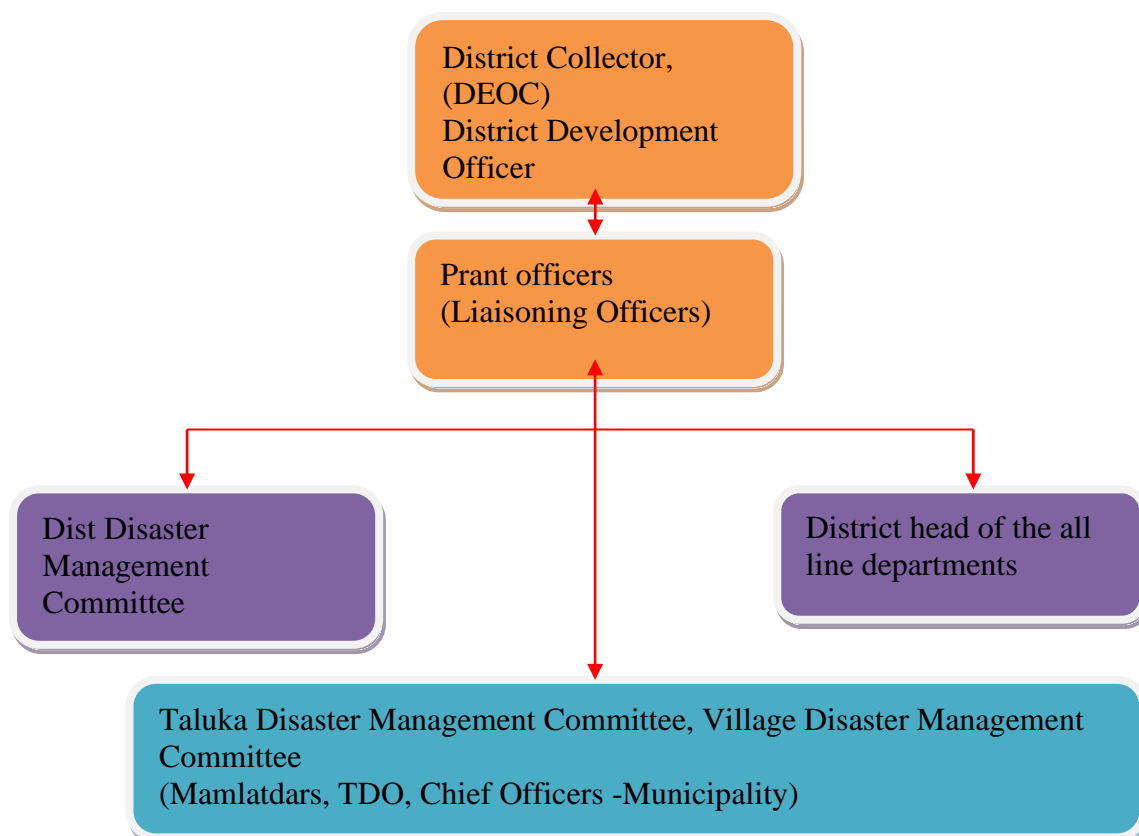 District Collector,
(DEOC)
District Development
Officer
Prant officers
(Liaisoning Officers)
Dist Disaster
Management
Committee
District head of the all
line departments
Taluka Disaster Management Committee, Village Disaster Management
Committee
(Mamlatdars, TDO, Chief Officers -Municipality)